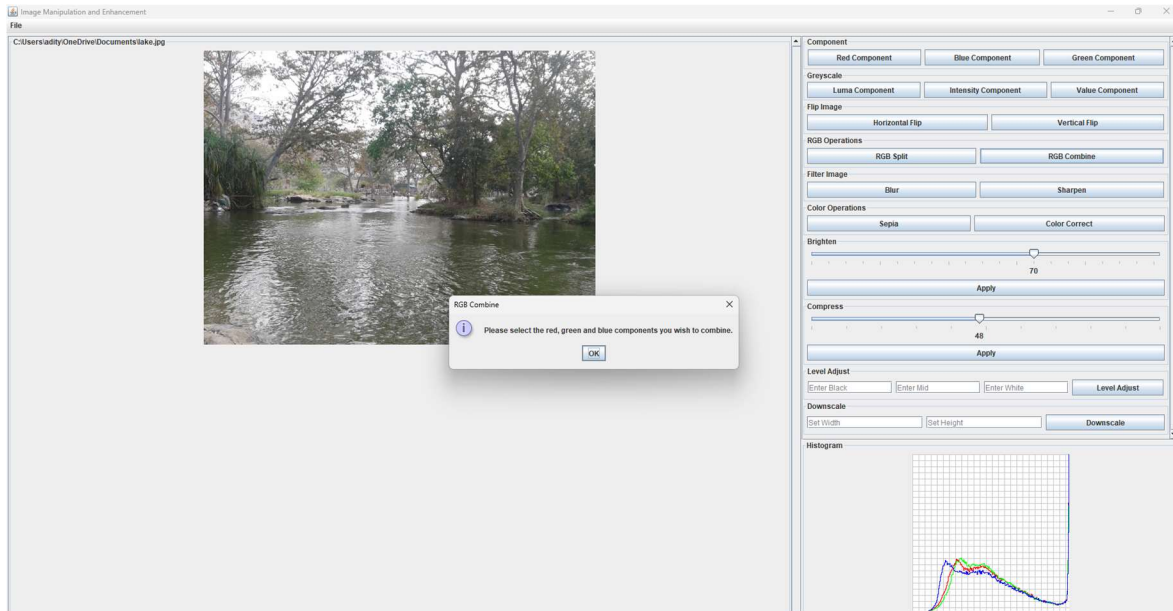 Image Manipulation and Enhancement
File
C:\Users\adity\OneDrive\Documents\lake.jpg
Component
Red Component Blue Component Green Component
Greyscale
Luma Component Intensity Component Value Component
Flip Image
Horizontal Flip Vertical Flip
RGB Operations
RGB Split RGB Combine
Filter Image
Blur Sharpen
Color Operations
Sepia Color Correct
Brighten
70
Apply
Compress
48
Apply
Level Adjust
Enter Black Enter Mid Enter White Level Adjust
Downscale
Set Width Set Height Downscale
Histogram
RGB Combine
Please select the red, green and blue components you wish to combine.
OK